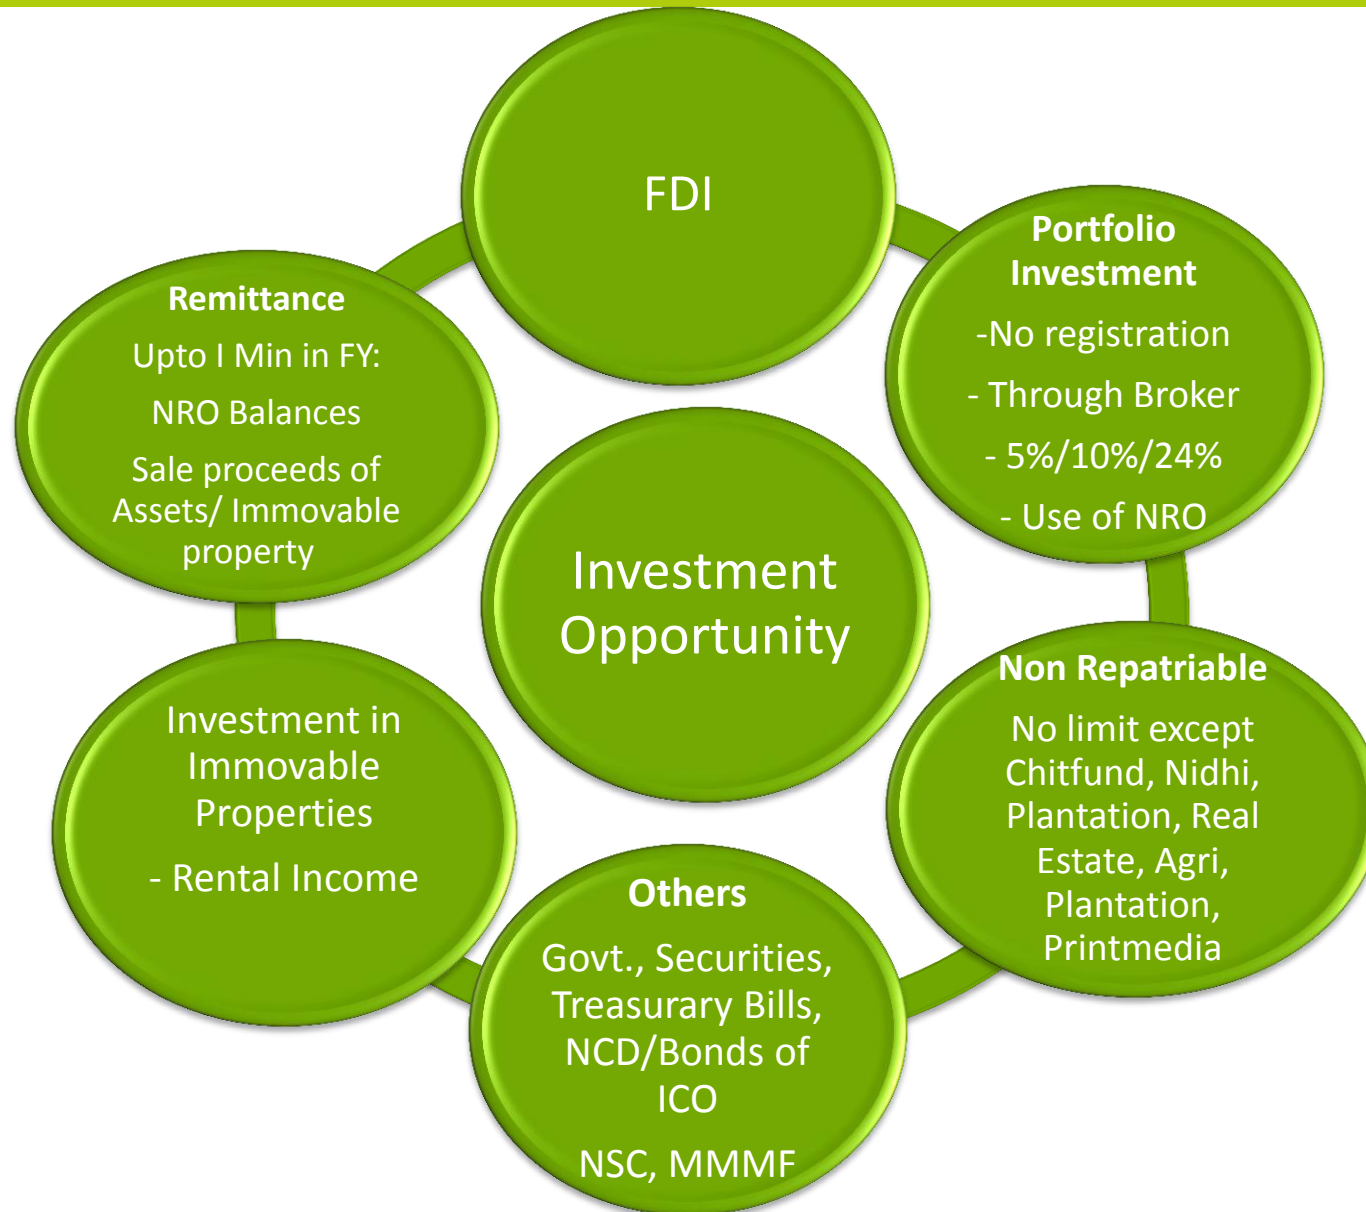 FDI
Portfolio
Investment
-No registration
- Through Broker
- 5%/10%/24%
- Use of NRO
Remittance
Upto I Min in FY:
NRO Balances
Sale proceeds of
Assets/ Immovable
property
Investment
Opportunity
Non Repatriable
No limit except
Chitfund, Nidhi,
Plantation, Real
Estate, Agri,
Plantation,
Printmedia
Investment in
Immovable
Properties
- Rental Income
Others
Govt., Securities,
Treasurary Bills,
NCD/Bonds of
ICO
NSC, MMMF